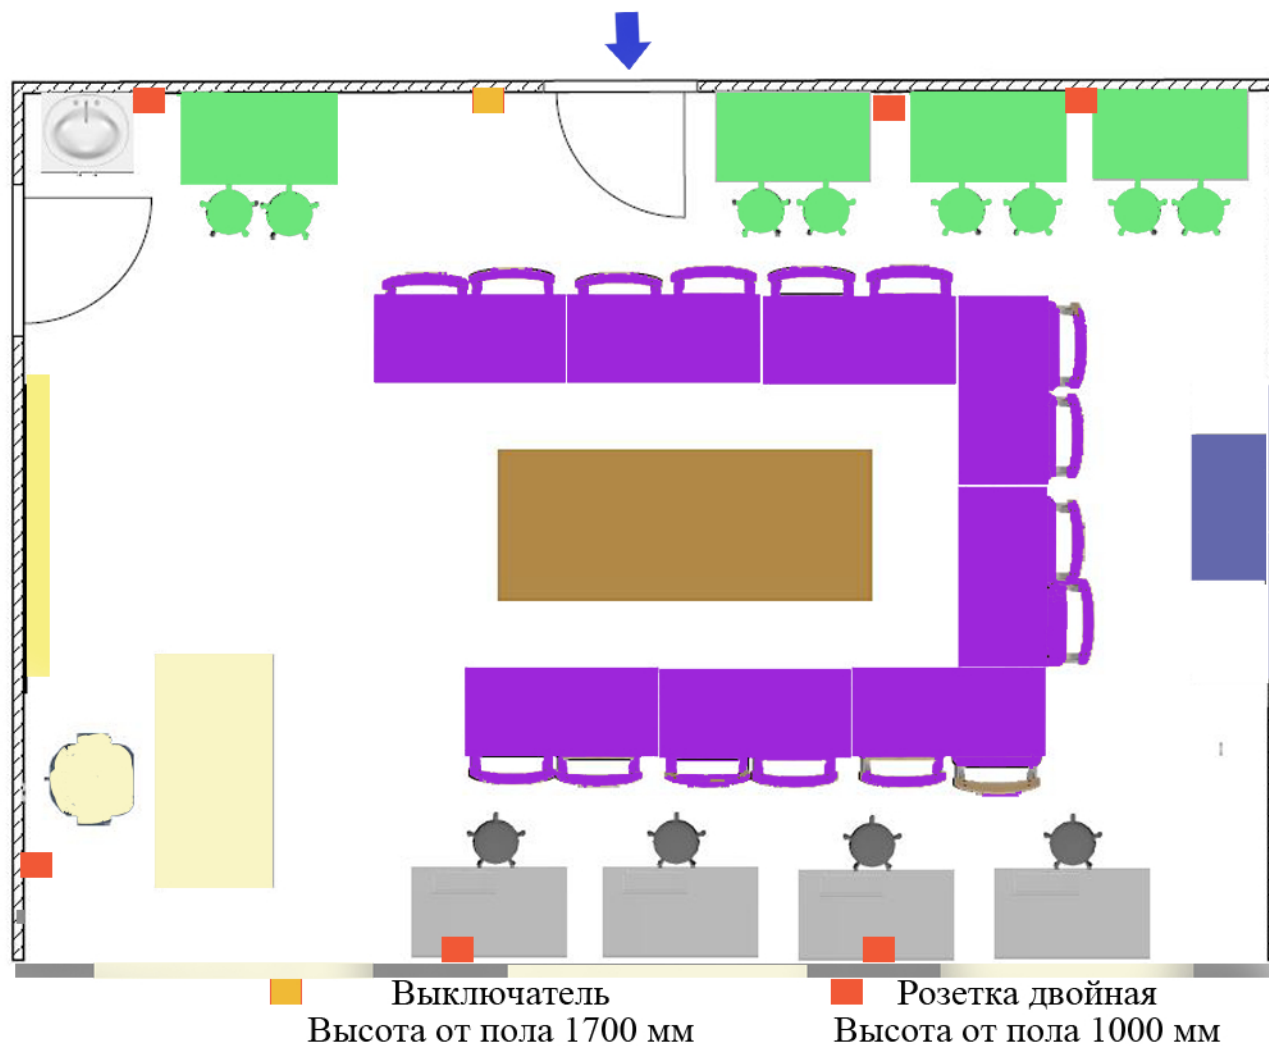 Выключатель
Высота от пола 1700 мм
Розетка двойная
Высота от пола 1000 мм